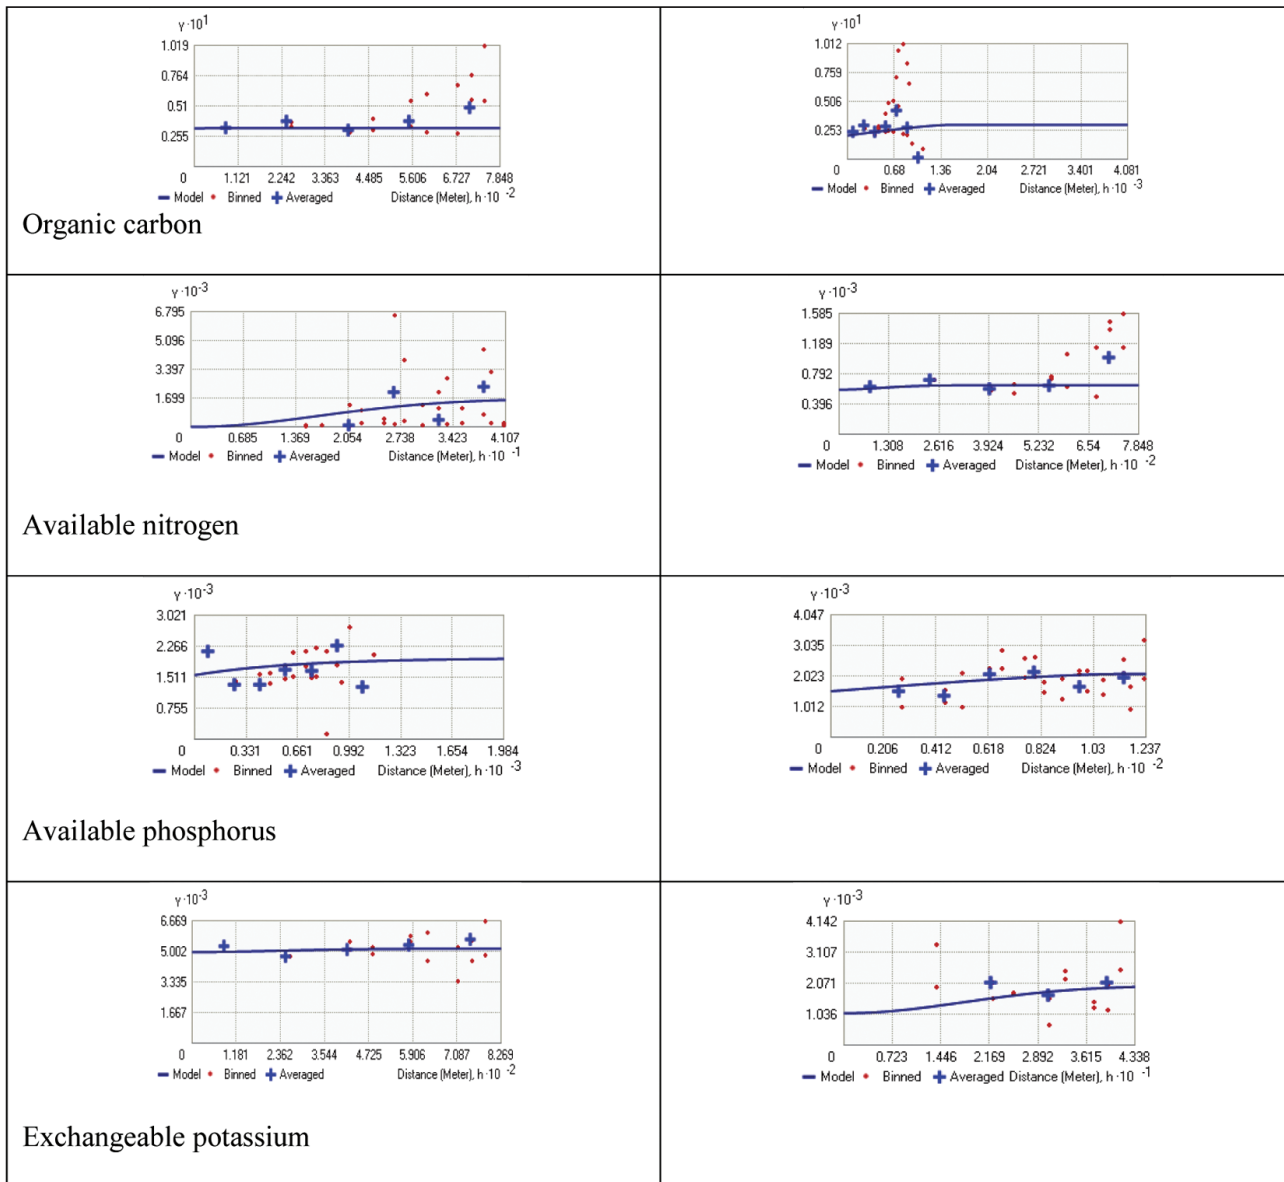 γ·10¹
1.019
0.764
0.51
0.255
0 1.121 2.242 3.363 4.485 5.606 6.727 7.848
Model Binned Averaged Distance (Meter), h·10⁻²
Organic carbon
γ·10¹
1.012
0.759
0.506
0.253
0 0.68 1.36 2.04 2.721 3.401 4.081
Model Binned Averaged Distance (Meter), h·10⁻³
γ·10⁻³
6.795
5.096
3.397
1.699
0 0.685 1.369 2.054 2.738 3.423 4.107
Model Binned Averaged Distance (Meter), h·10⁻¹
Available nitrogen
γ·10⁻³
1.585
1.189
0.792
0.396
0 1.308 2.616 3.924 5.232 6.54 7.848
Model Binned Averaged Distance (Meter), h·10⁻²
γ·10⁻³
3.021
2.266
1.511
0.755
0 0.331 0.661 0.992 1.323 1.654 1.984
Model Binned Averaged Distance (Meter), h·10⁻³
Available phosphorus
γ·10⁻³
4.047
3.035
2.023
1.012
0 0.206 0.412 0.618 0.824 1.03 1.237
Model Binned Averaged Distance (Meter), h·10⁻²
γ·10⁻³
6.669
5.002
3.335
1.667
0 1.181 2.362 3.544 4.725 5.906 7.087 8.269
Model Binned Averaged Distance (Meter), h·10⁻²
Exchangeable potassium
γ·10⁻³
4.142
3.107
2.071
1.036
0 0.723 1.446 2.169 2.892 3.615 4.338
Model Binned Averaged Distance (Meter), h·10⁻¹